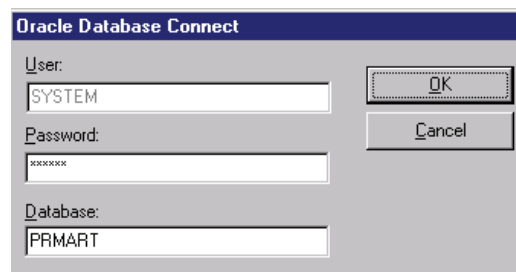 Oracle Database Connect
User:
SYSTEM
OK
Password:
Cancel
××××××
Database:
PRMART